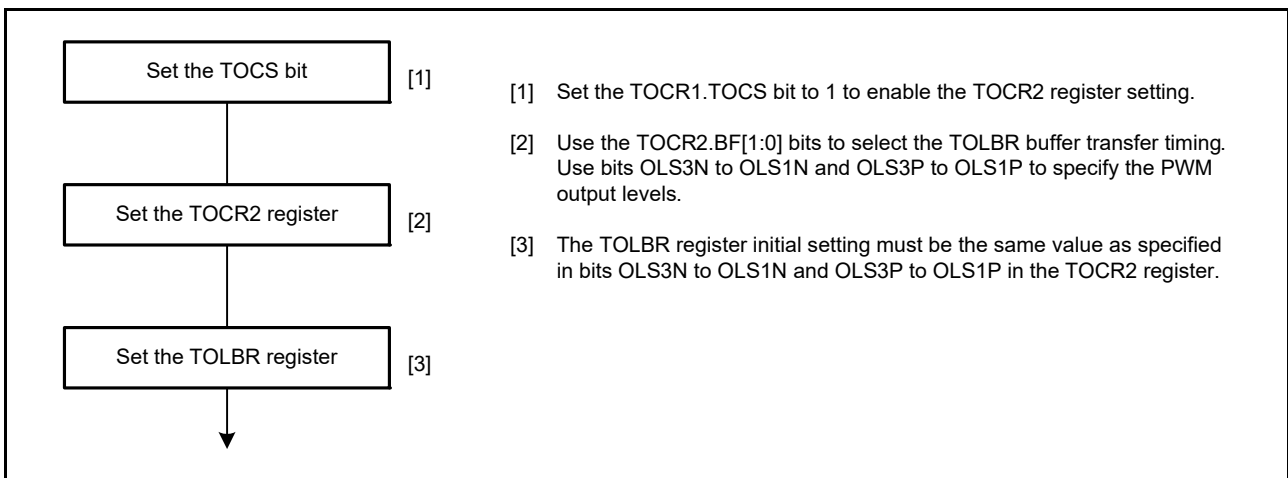 Set the TOCS bit
[1]
Set the TOCR2 register
[2]
Set the TOLBR register
[3]
[1] Set the TOCR1.TOCS bit to 1 to enable the TOCR2 register setting.
[2] Use the TOCR2.BF[1:0] bits to select the TOLBR buffer transfer timing.
Use bits OLS3N to OLS1N and OLS3P to OLS1P to specify the PWM
output levels.
[3] The TOLBR register initial setting must be the same value as specified
in bits OLS3N to OLS1N and OLS3P to OLS1P in the TOCR2 register.